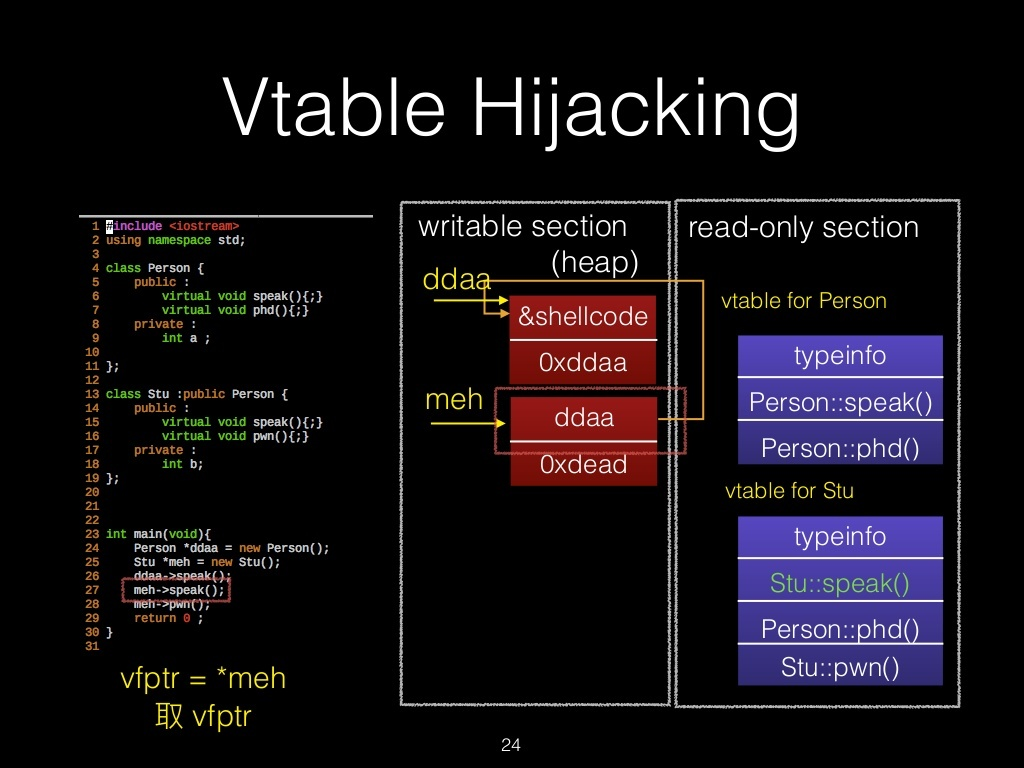 Vtable Hijacking
1 #include <iostream>
2 using namespace std;
3
4 class Person {
5     public :
6         virtual void speak(){;}
7         virtual void phd(){;}
8     private :
9         int a ;
10
11 };
12
13 class Stu :public Person {
14     public :
15         virtual void speak(){;}
16         virtual void pwn(){;}
17     private :
18         int b;
19 };
20
21
22
23 int main(void){
24     Person *ddaa = new Person();
25     Stu *meh = new Stu();
26     ddaa->speak();
27     meh->speak();
28     meh->pwn();
29     return 0 ;
30 }
31
vfptr = *meh
取 vfptr
writable section
(heap)
ddaa
&shellcode
0xddaa
meh
ddaa
0xdead
read-only section
vtable for Person
typeinfo
Person::speak()
Person::phd()
vtable for Stu
typeinfo
Stu::speak()
Person::phd()
Stu::pwn()
24